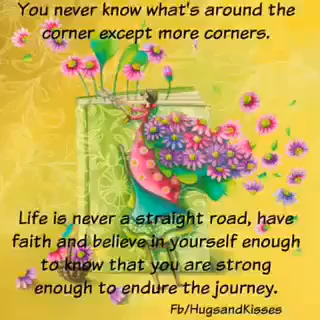 You never know what's around the
corner except more corners.
Life is never a straight road, have
faith and believe in yourself enough
to know that you are strong
enough to endure the journey.
Fb/HugsandKisses